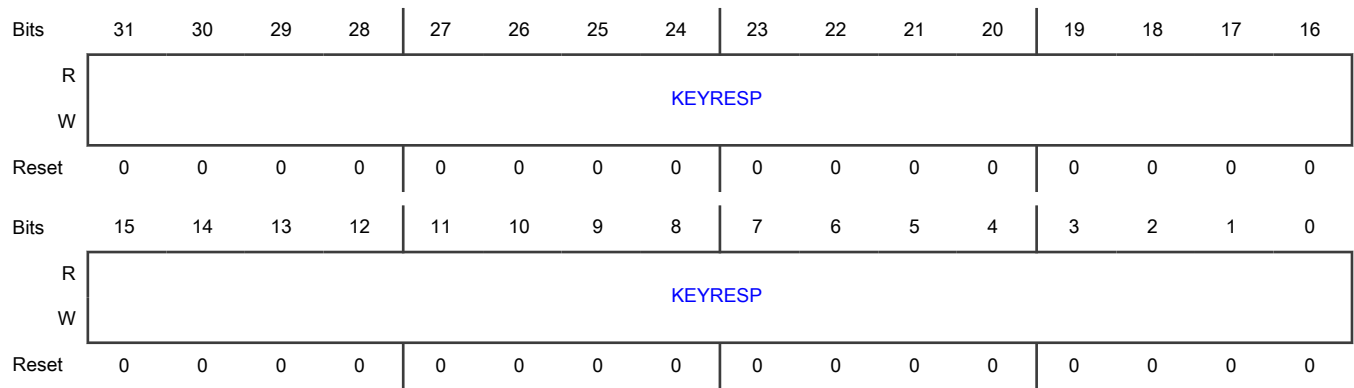 Bits 31 30 29 28 27 26 25 24 23 22 21 20 19 18 17 16
R
KEYRESP
W
Reset 0 0 0 0 0 0 0 0 0 0 0 0 0 0 0 0
Bits 15 14 13 12 11 10 9 8 7 6 5 4 3 2 1 0
R
KEYRESP
W
Reset 0 0 0 0 0 0 0 0 0 0 0 0 0 0 0 0